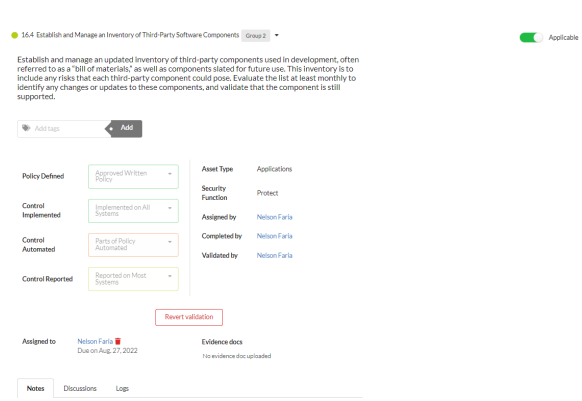 16.4 Establish and Manage an Inventory of Third-Party Software Components Group 2
Applicable
Establish and manage an updated inventory of third-party components used in development, often
referred to as a "bill of materials," as well as components slated for future use. This inventory is to
include any risks that each third-party component could pose. Evaluate the list at least monthly to
identify any changes or updates to these components, and validate that the component is still
supported.
Add tags
Add
Policy Defined
Approved Written
Policy
Control
Implemented
Implemented on All
Systems
Control
Automated
Parts of Policy
Automated
Control Reported
Reported on Most
Systems
Asset Type Applications
Security
Function
Protect
Assigned by Nelson Faria
Completed by Nelson Faria
Validated by Nelson Faria
Revert validation
Assigned to Nelson Faria
Due on Aug. 27, 2022
Evidence docs
No evidence doc uploaded
Notes Discussions Logs